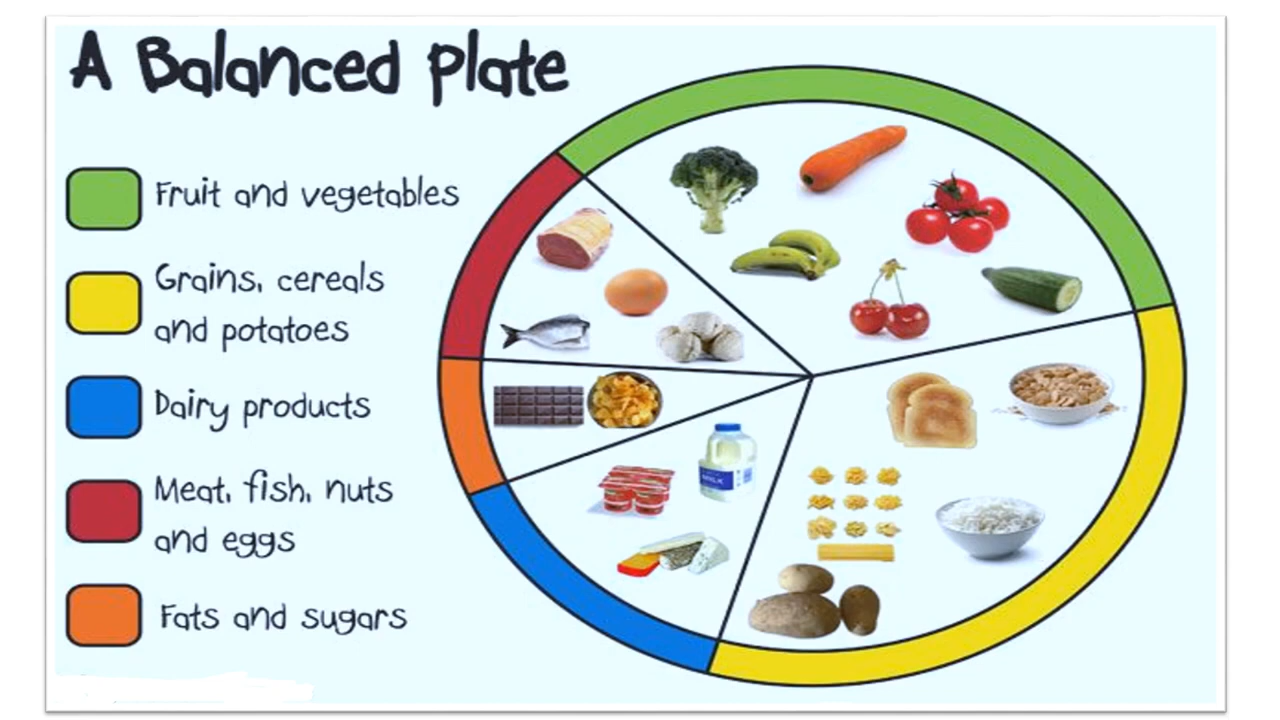 A Balanced Plate
Fruit and vegetables
Grains, cereals
and potatoes
Dairy products
Meat, fish, nuts
and eggs
Fats and sugars
MILK